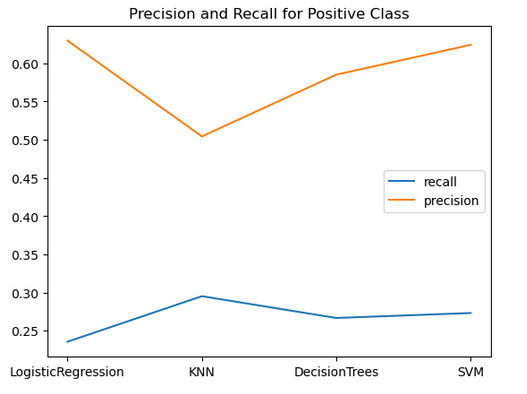 Precision and Recall for Positive Class
0.60
0.55
0.50
0.45
0.40
0.35
0.30
0.25
recall
precision
LogisticRegression KNN DecisionTrees SVM